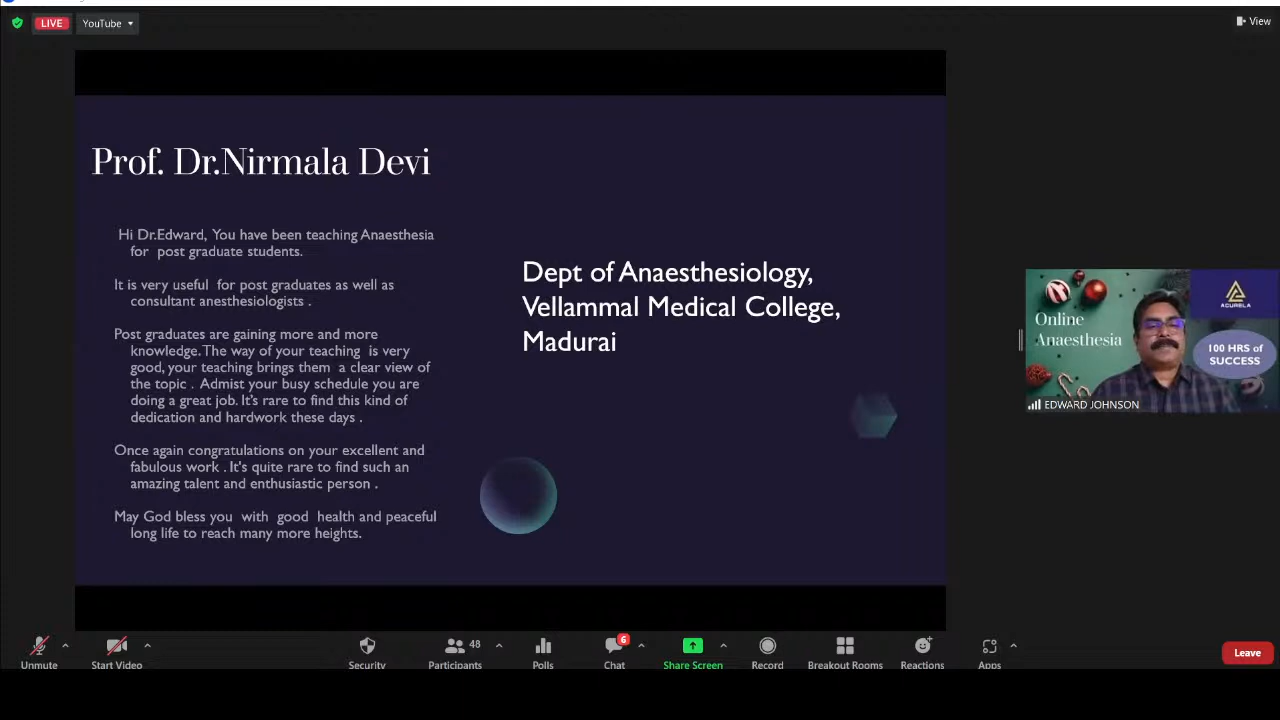 LIVE
YouTube
View
Prof. Dr.Nirmala Devi
Hi Dr.Edward, You have been teaching Anaesthesia
for post graduate students.
It is very useful for post graduates as well as
consultant anesthesiologists .
Post graduates are gaining more and more
knowledge. The way of your teaching is very
good, your teaching brings them a clear view of
the topic . Admist your busy schedule you are
doing a great job. It's rare to find this kind of
dedication and hardwork these days .
Once again congratulations on your excellent and
fabulous work . It's quite rare to find such an
amazing talent and enthusiastic person .
May God bless you with good health and peaceful
long life to reach many more heights.
Dept of Anaesthesiology,
Vellammal Medical College,
Madurai
Online
Anaesthesia
ACURELA
100 HRS of
SUCCESS
EDWARD JOHNSON
Unmute
Start Video
Security
Participants
48
Polls
Chat
6
Share Screen
Record
Breakout Rooms
Reactions
Apps
Leave